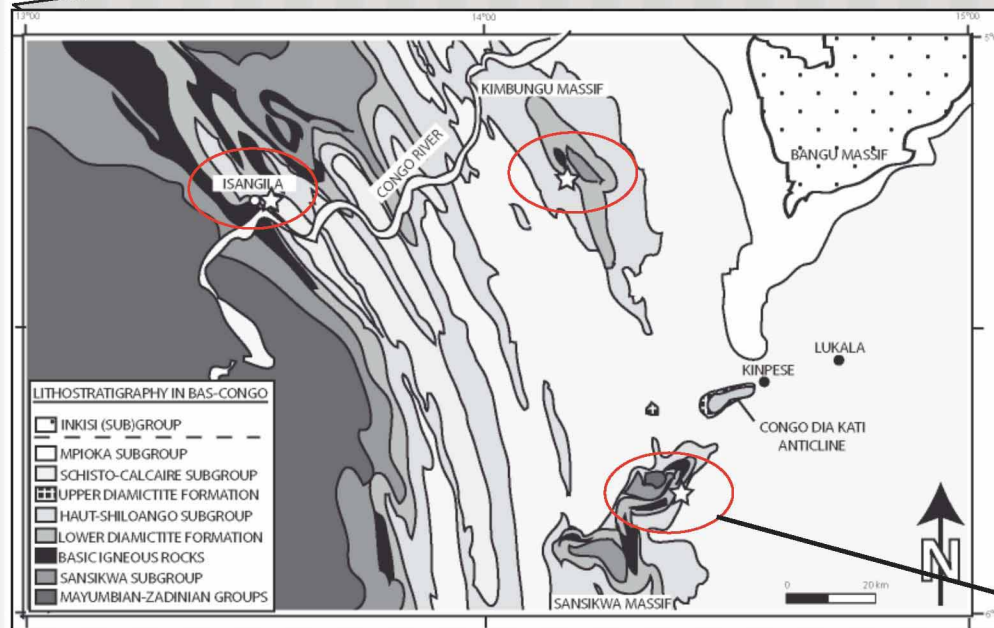 13°00
14°00
15°00
5°
KIMBUNGU MASSIF
CONGO RIVER
BANGU MASSIF
ISANGILA
LUKALA
KINPESE
CONGO DIA KATI
ANTICLINE
LITHOSTRATIGRAPHY IN BAS-CONGO
INKISI (SUB)GROUP
MPIOKA SUBGROUP
SCHISTO-CALCAIRE SUBGROUP
UPPER DIAMICTITE FORMATION
HAUT-SHILOANGO SUBGROUP
LOWER DIAMICTITE FORMATION
BASIC IGNEOUS ROCKS
SANSIKWA SUBGROUP
MAYUMBIAN-ZADINIAN GROUPS
SANSIKWA MASSIF
0 20 km
N
6°